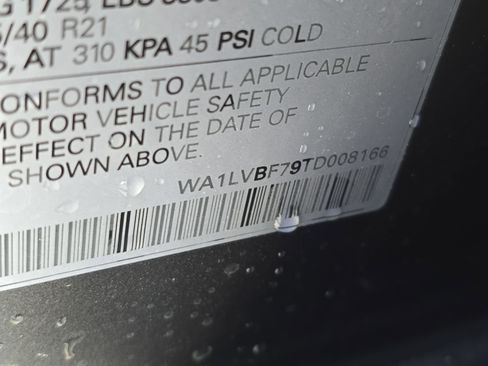 G 1725
/40 R21
, AT 310 KPA 45 PSI COLD
ONFORMS TO ALL APPLICABLE
MOTOR VEHICLE SAFETY
EFFECT ON THE DATE OF
SHOWN ABOVE.
WA1LVBF79TD008166